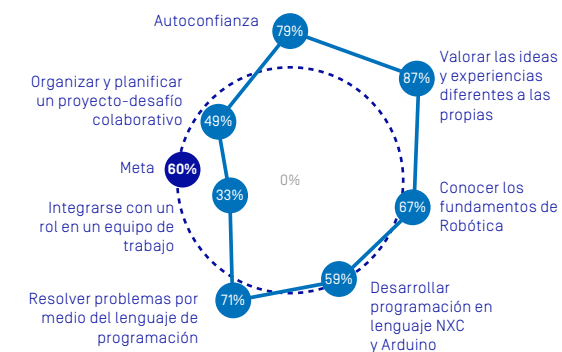 Autoconfianza
79%
Valorar las ideas
y experiencias
diferentes a las
propias
87%
Organizar y planificar
un proyecto-desafío
colaborativo
49%
Meta
60%
0%
Integrarse con un
rol en un equipo de
trabajo
33%
Conocer los
fundamentos de
Robótica
67%
Resolver problemas por
medio del lenguaje de
programación
71%
59%
Desarrollar
programación en
lenguaje NXC
y Arduino